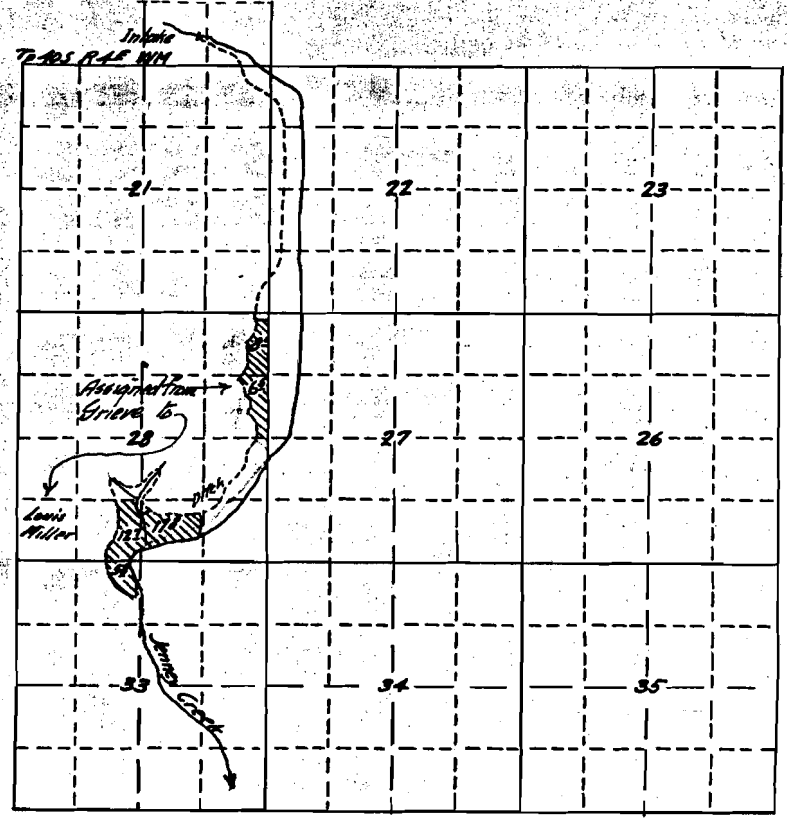 Intake
Tp 40S R4E WM
21
22
23
Assigned from
Grieve to
28
27
26
Louis
Miller
Ditch
Jenney
Creek
33
34
35